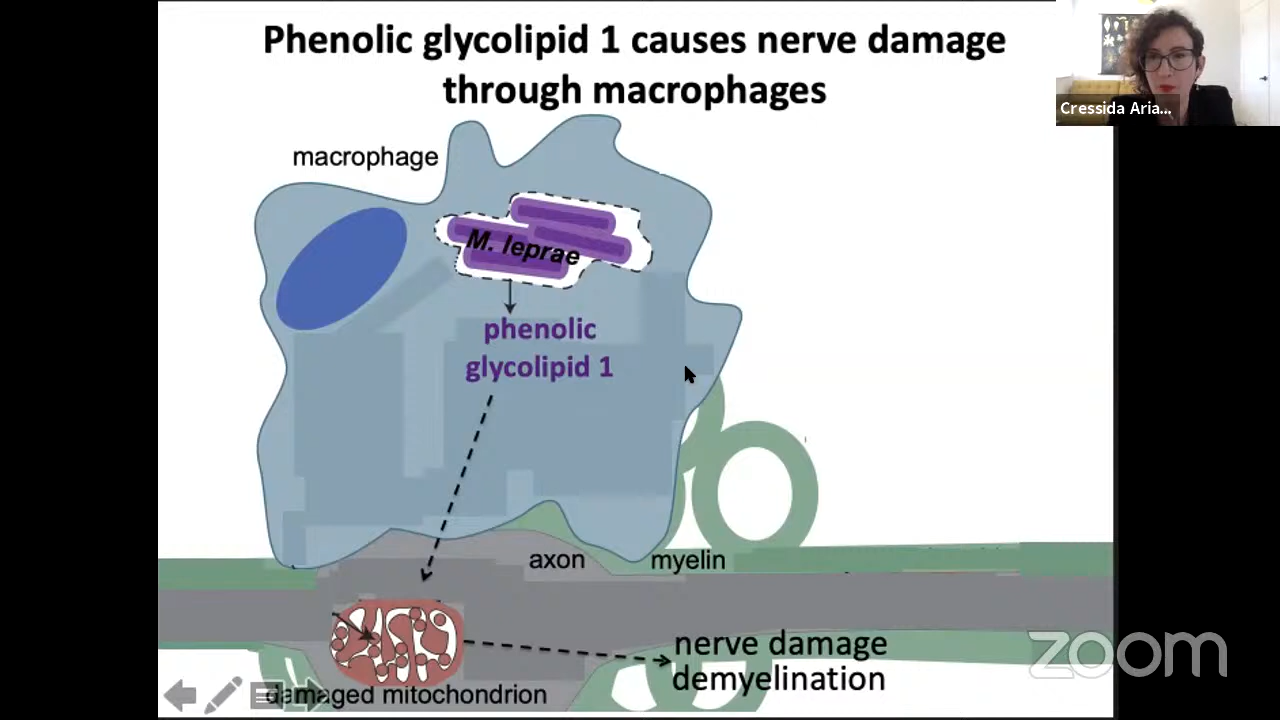 Phenolic glycolipid 1 causes nerve damage
through macrophages
Cressida Aria...
macrophage
M. leprae
phenolic
glycolipid 1
axon
myelin
nerve damage
demyelination
damaged mitochondrion
zoom